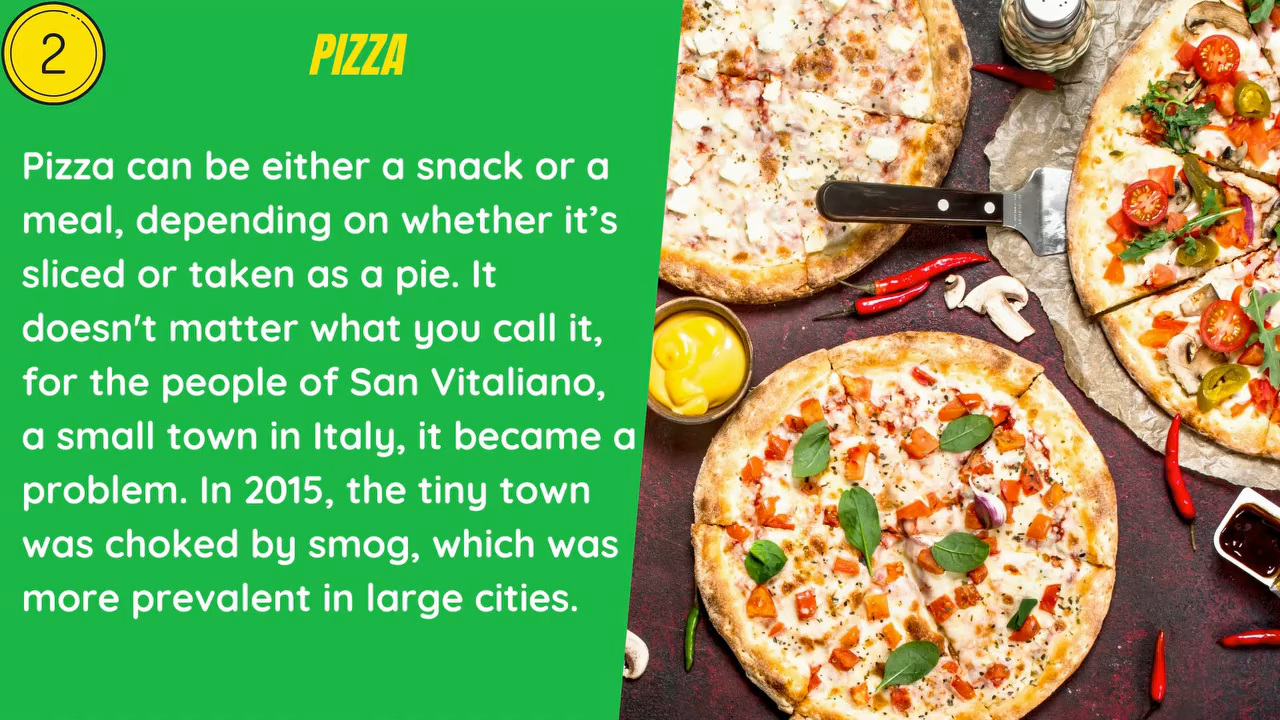 2
PIZZA
Pizza can be either a snack or a
meal, depending on whether it’s
sliced or taken as a pie. It
doesn't matter what you call it,
for the people of San Vitaliano,
a small town in Italy, it became a
problem. In 2015, the tiny town
was choked by smog, which was
more prevalent in large cities.